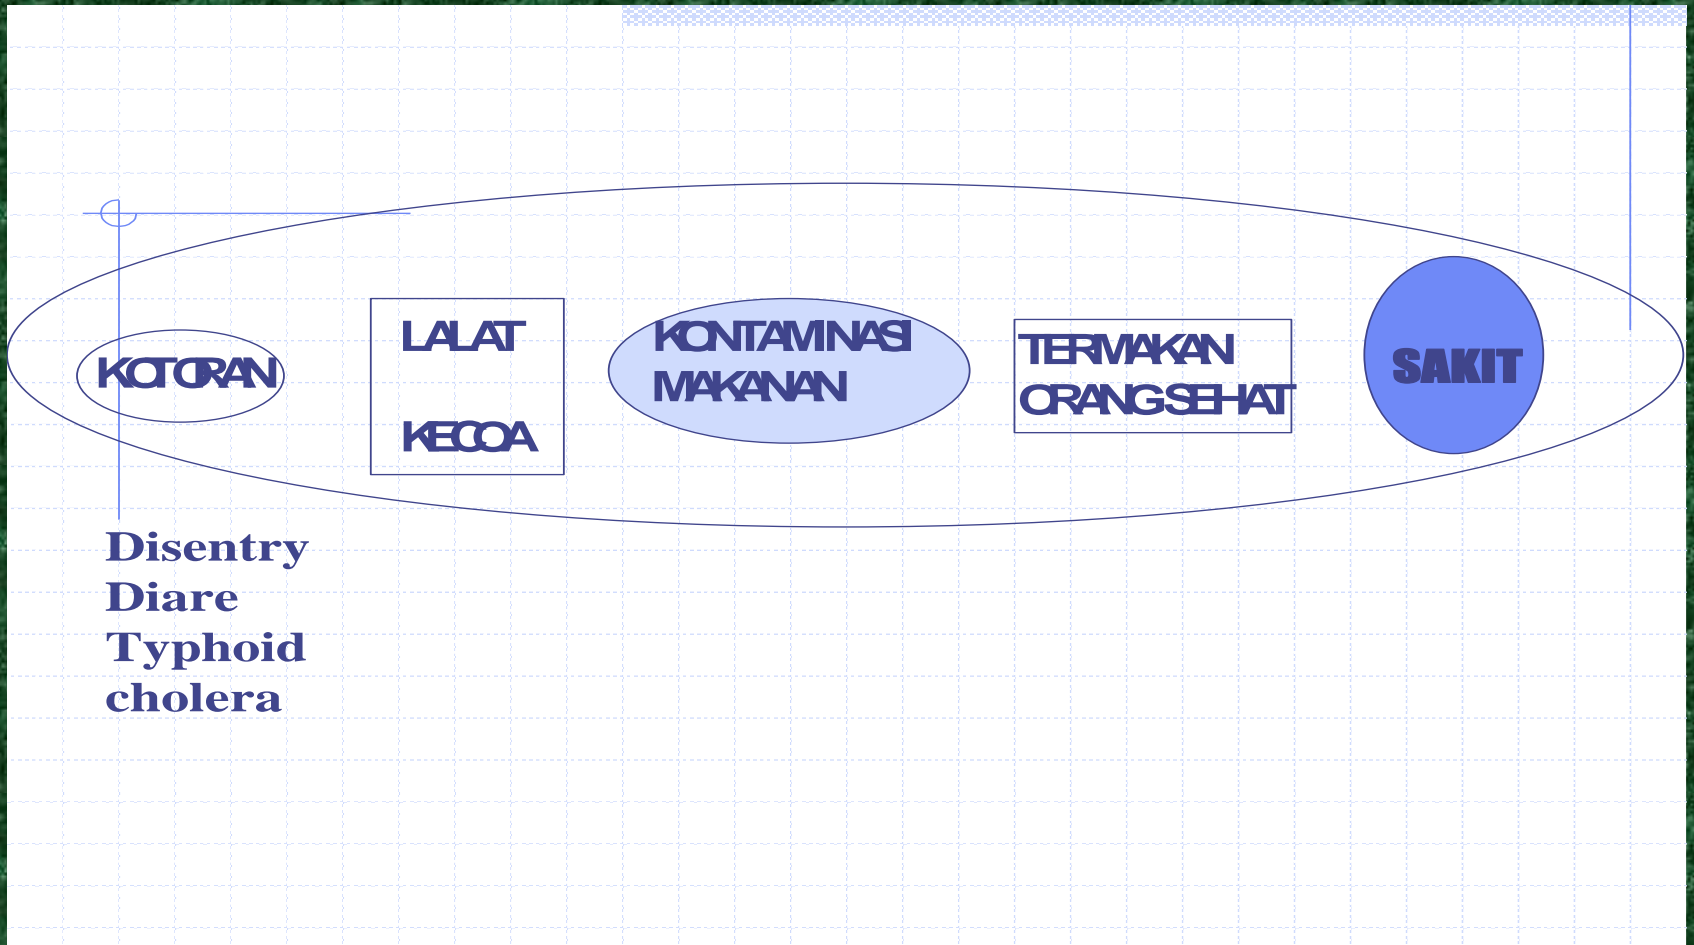 KOTORAN
LALAT
KECOA
KONTAMINASI
MAKANAN
TERMAKAN
ORANG SEHAT
SAKIT
Disentry
Diare
Typhoid
cholera